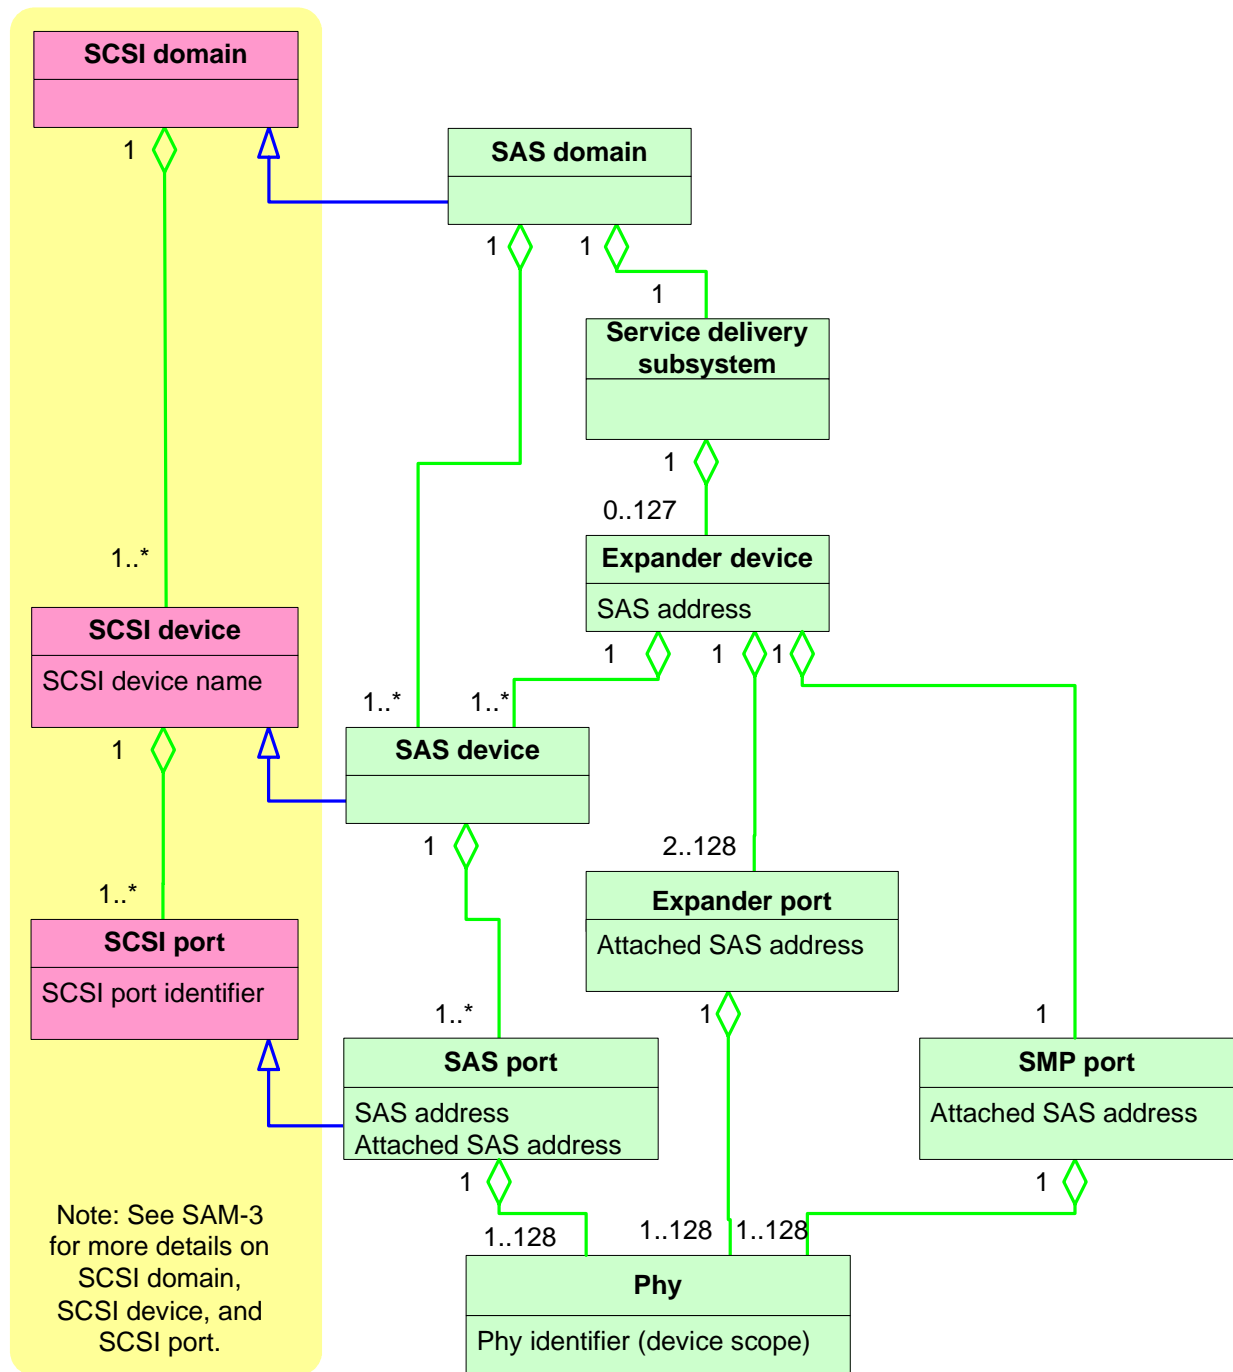 SCSI domain
1
SAS domain
1
1
1
Service delivery
subsystem
1
0..127
1..*
Expander device
SAS address
SCSI device
SCSI device name
1
1
1
1..*
1..*
1
SAS device
1
2..128
1..*
Expander port
Attached SAS address
SCSI port
SCSI port identifier
1..*
1
1
SAS port
SAS address
Attached SAS address
SMP port
Attached SAS address
1
1
1..128
1..128
1..128
Note: See SAM-3
for more details on
SCSI domain,
SCSI device, and
SCSI port.
Phy
Phy identifier (device scope)